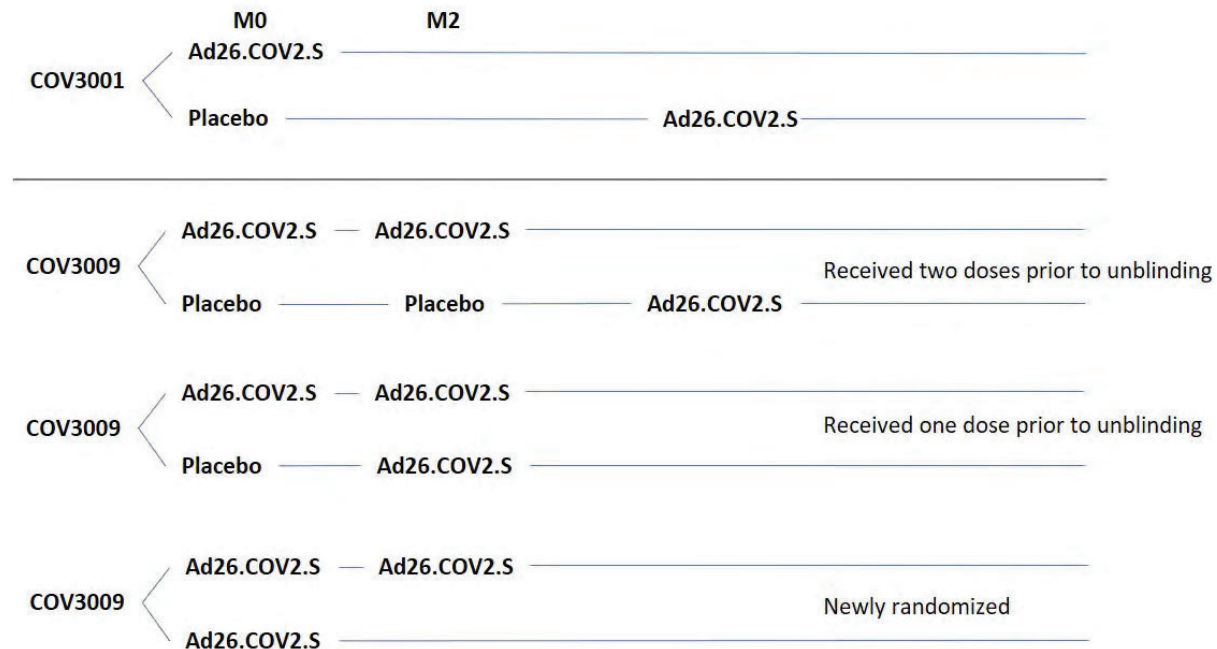 M0 M2
Ad26.COV2.S
COV3001
Placebo Ad26.COV2.S
Ad26.COV2.S Ad26.COV2.S
COV3009 Received two doses prior to unblinding
Placebo Placebo Ad26.COV2.S
Ad26.COV2.S Ad26.COV2.S
COV3009 Received one dose prior to unblinding
Placebo Ad26.COV2.S
Ad26.COV2.S Ad26.COV2.S
COV3009 Newly randomized
Ad26.COV2.S